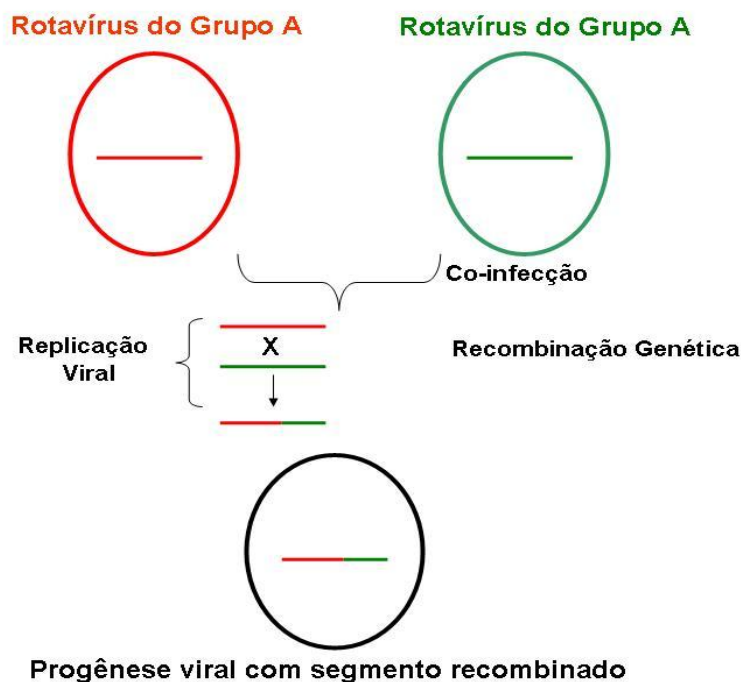 Rotavírus do Grupo A
Rotavírus do Grupo A
Co-infecção
Replicação
Viral
X
Recombinação Genética
Progênese viral com segmento recombinado